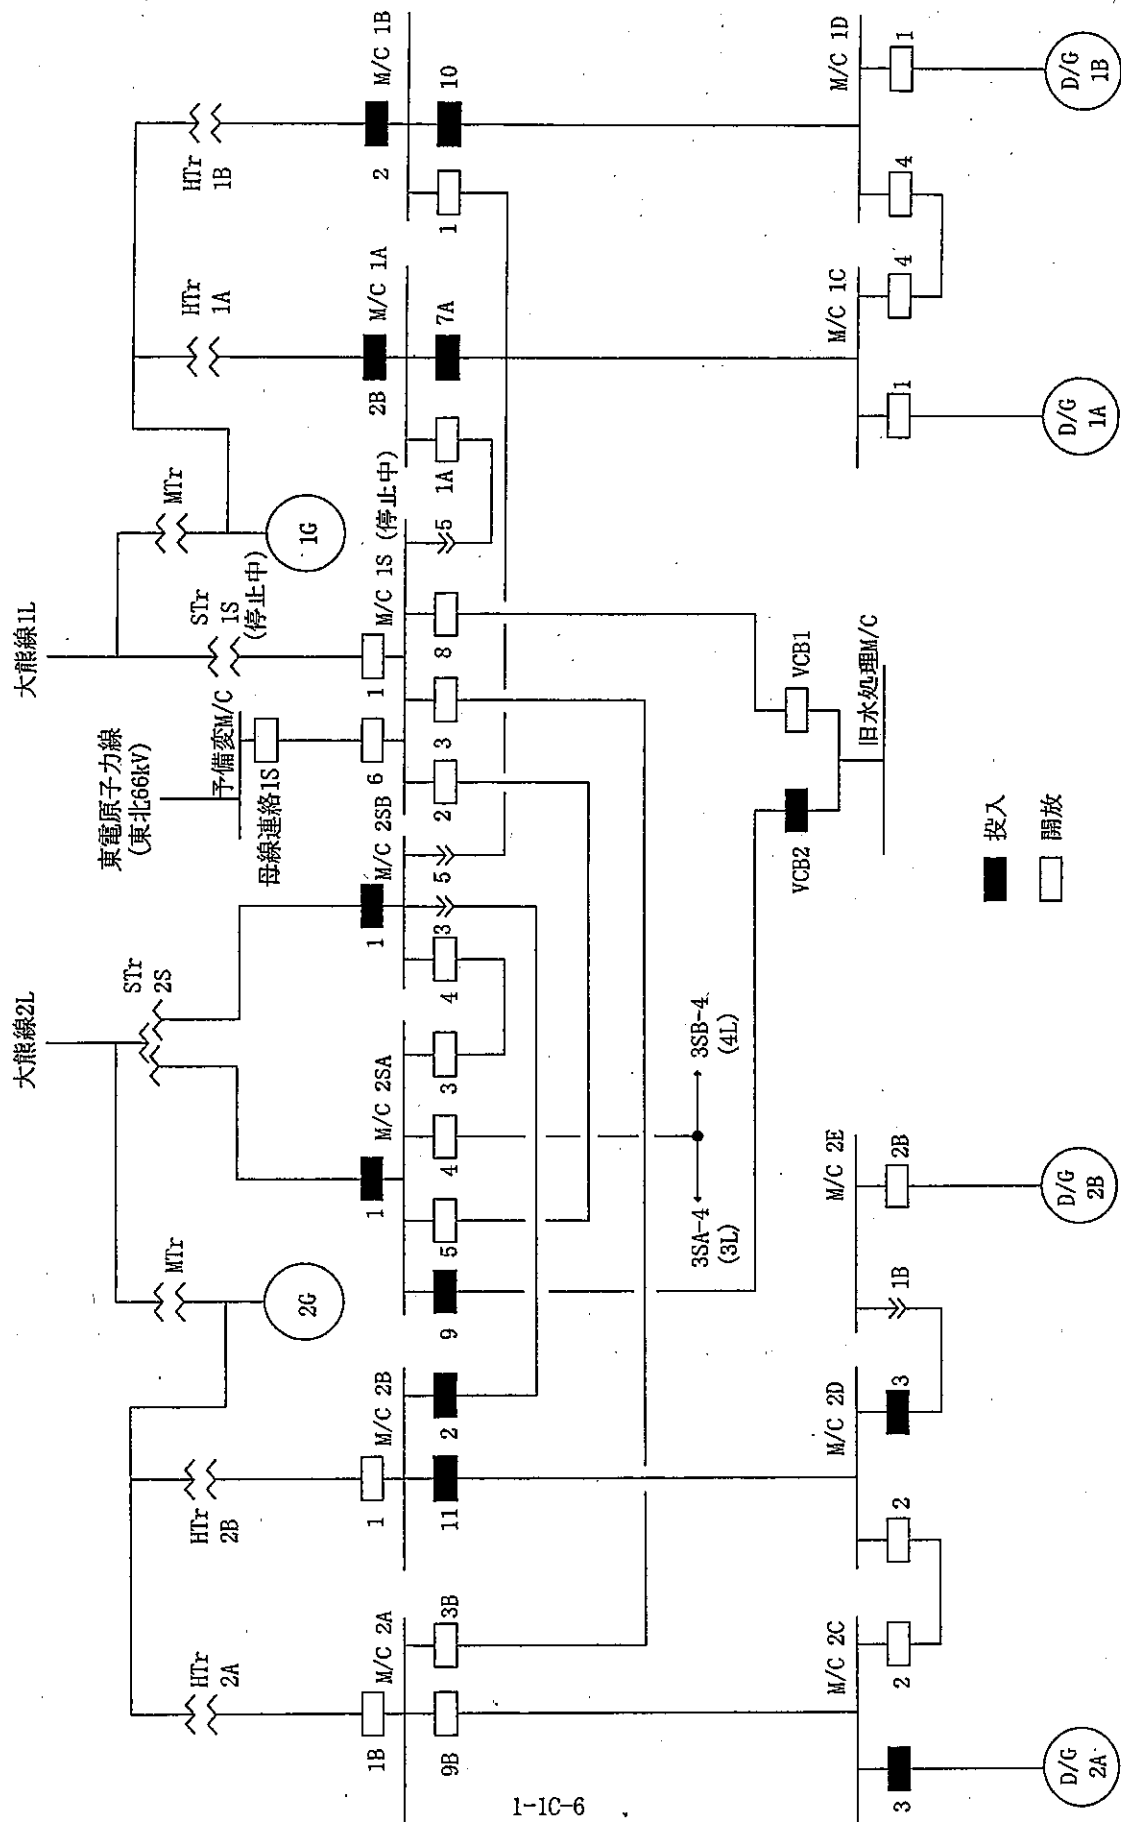 大熊線2L
大熊線1L
東電原子力線
(東北66kV)
予備変M/C
母線連絡1S
STr
2S
STr
1S
(停止中)
MTr
MTr
2G
1G
HTr
2A
HTr
2B
HTr
1A
HTr
1B
1B
M/C 2A
1
M/C 2B
1
M/C 2SA
1
M/C 2SB
6
1
M/C 1S (停止中)
2B
M/C 1A
2
M/C 1B
9B
3B
11
2
9
5
4
3
4
3
5
2
3
8
5
1A
7A
1
10
3SA-4
(3L)
3SB-4
(4L)
VCB2
VCB1
旧水処理M/C
M/C 2C
M/C 2D
M/C 2E
M/C 1C
M/C 1D
3
2
2
3
1B
2B
1
4
4
1
D/G
2A
D/G
2B
D/G
1A
D/G
1B
投入
開放
1-1C-6